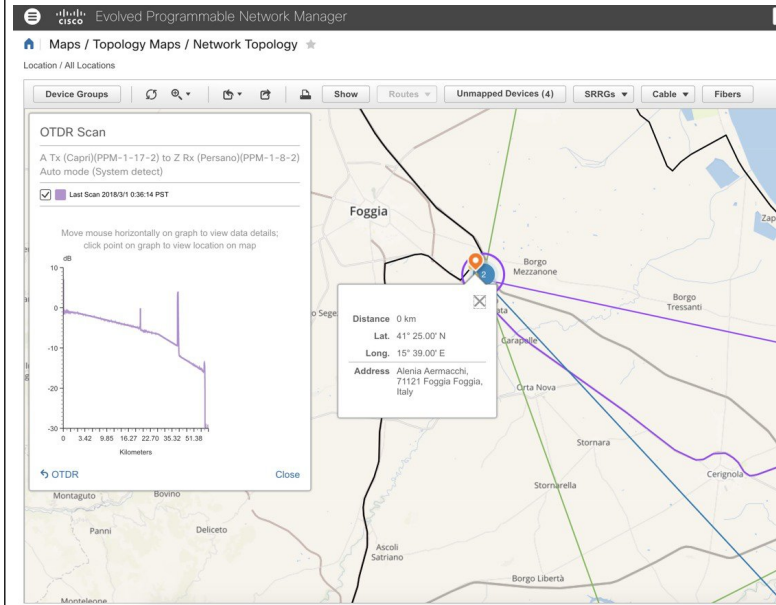 CISCO Evolved Programmable Network Manager
Maps / Topology Maps / Network Topology
Location / All Locations
Device Groups
Show
Routes
Unmapped Devices (4)
SRRGs
Cable
Fibers
OTDR Scan
A Tx (Capri)(PPM-1-17-2) to Z Rx (Persano)(PPM-1-8-2)
Auto mode (System detect)
Last Scan 2018/3/1 0:36:14 PST
Move mouse horizontally on graph to view data details;
click point on graph to view location on map
dB
10
0
-10
-20
-30
0 3.42 9.85 16.27 22.70 35.32 51.38
Kilometers
OTDR
Close
Foggia
2
Borgo
Mezzanone
Zap
Borgo
Tressanti
o Sege
ata
Carapelle
Distance 0 km
Lat. 41° 25.00' N
Long. 15° 39.00' E
Address Alenia Aermacchi,
71121 Foggia Foggia,
Italy
Orta Nova
Stornara
Cerignola
Stornarella
Montaguto
Bovino
Panni
Deliceto
Ascoli
Satriano
Borgo Libertà
Monteleone